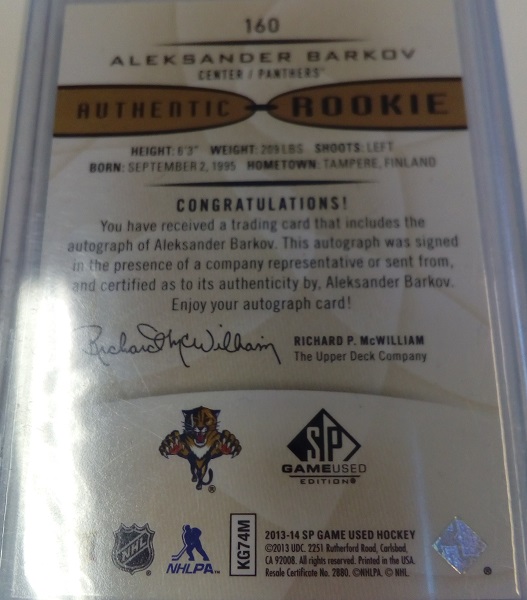 160
ALEKSANDER BARKOV
CENTER / PANTHERS
AUTHENTIC ROOKIE
HEIGHT: 6'3" WEIGHT: 209 LBS SHOOTS: LEFT
BORN: SEPTEMBER 2, 1995 HOMETOWN: TAMPERE, FINLAND
CONGRATULATIONS!
You have received a trading card that includes the
autograph of Aleksander Barkov. This autograph was signed
in the presence of a company representative or sent from,
and certified as to its authenticity by, Aleksander Barkov.
Enjoy your autograph card!
Richard McWilliam
RICHARD P. McWILLIAM
The Upper Deck Company
SP
GAMEUSED
EDITION®
®
NHL
NHLPA
KG74M
2013-14 SP GAME USED HOCKEY
©2013 UDC. 2251 Rutherford Road, Carlsbad,
CA 92008. All rights reserved. Printed in the USA.
Resale Certificate No. 2880. ©NHLPA. © NHL.